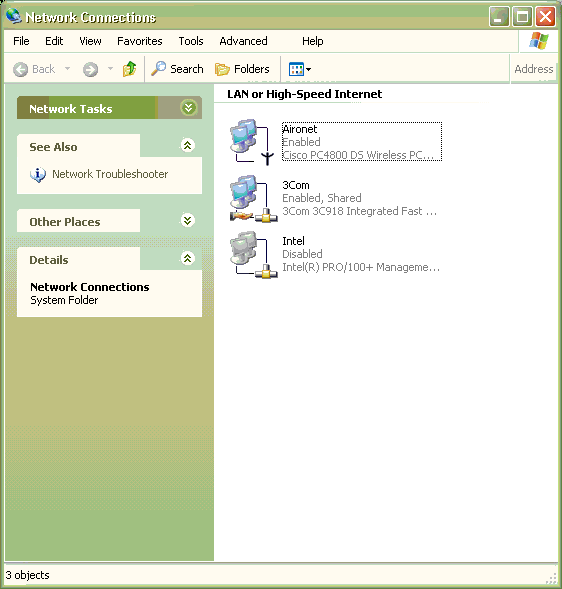 Network Connections
File Edit View Favorites Tools Advanced Help
Back Search Folders Address
Network Tasks
See Also
Network Troubleshooter
Other Places
Details
Network Connections
System Folder
LAN or High-Speed Internet
Aironet
Enabled
Cisco PC4800 DS Wireless PC...
3Com
Enabled, Shared
3Com 3C918 Integrated Fast ...
Intel
Disabled
Intel(R) PRO/100+ Manageme...
3 objects